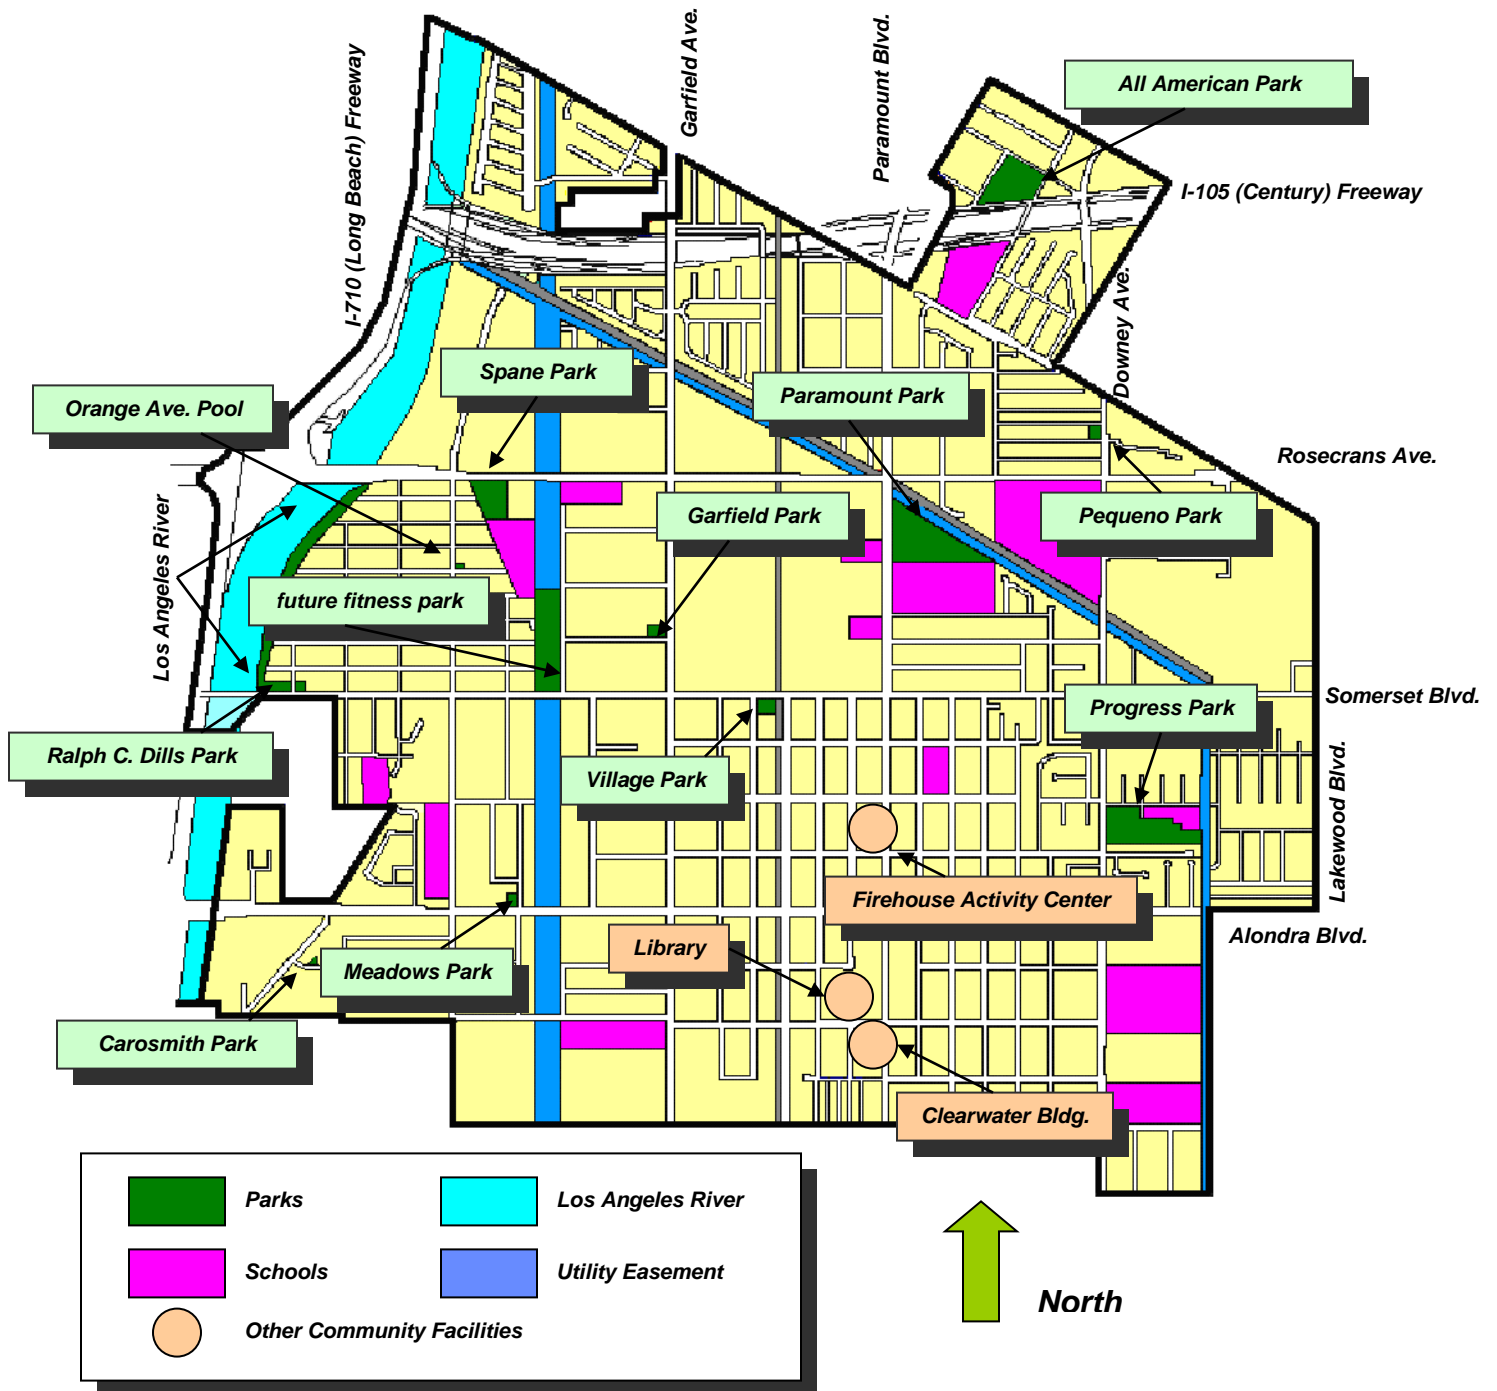 I-710 (Long Beach) Freeway
Garfield Ave.
Paramount Blvd.
All American Park
I-105 (Century) Freeway
Downey Ave.
Spane Park
Orange Ave. Pool
Paramount Park
Rosecrans Ave.
Pequeno Park
Garfield Park
Los Angeles River
future fitness park
Somerset Blvd.
Progress Park
Ralph C. Dills Park
Village Park
Lakewood Blvd.
Firehouse Activity Center
Alondra Blvd.
Library
Meadows Park
Carosmith Park
Clearwater Bldg.
Parks
Los Angeles River
Schools
Utility Easement
Other Community Facilities
North